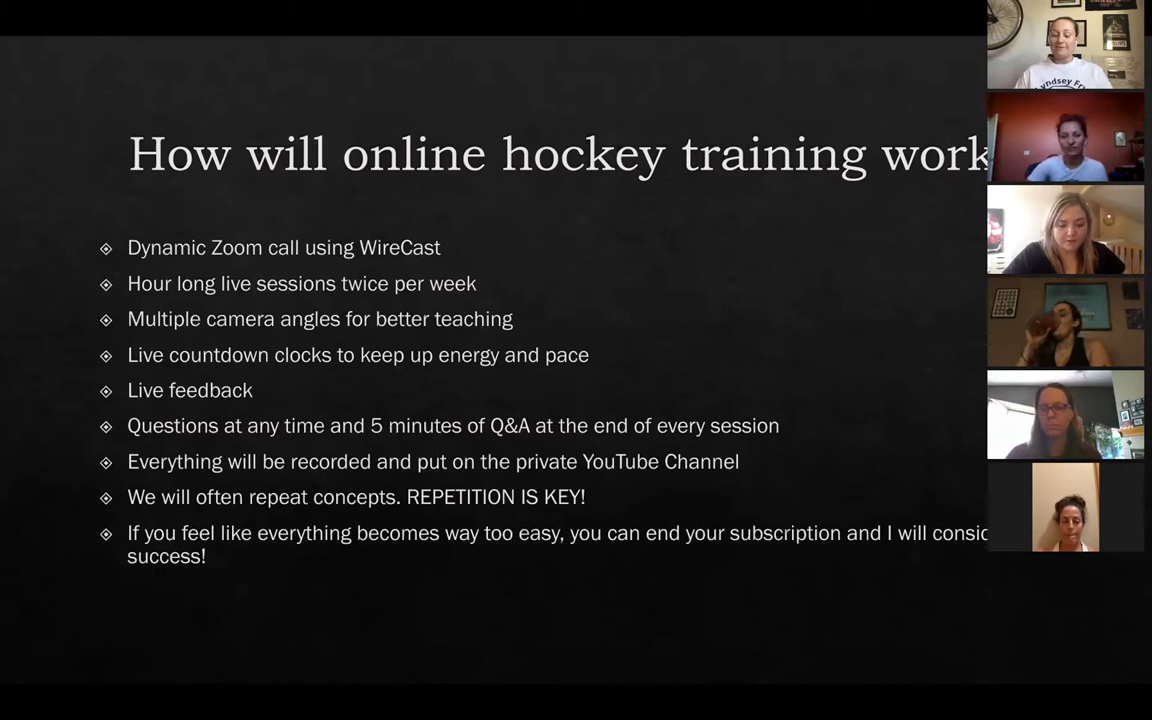 How will online hockey training work
Dynamic Zoom call using WireCast
Hour long live sessions twice per week
Multiple camera angles for better teaching
Live countdown clocks to keep up energy and pace
Live feedback
Questions at any time and 5 minutes of Q&A at the end of every session
Everything will be recorded and put on the private YouTube Channel
We will often repeat concepts. REPETITION IS KEY!
If you feel like everything becomes way too easy, you can end your subscription and I will
success!